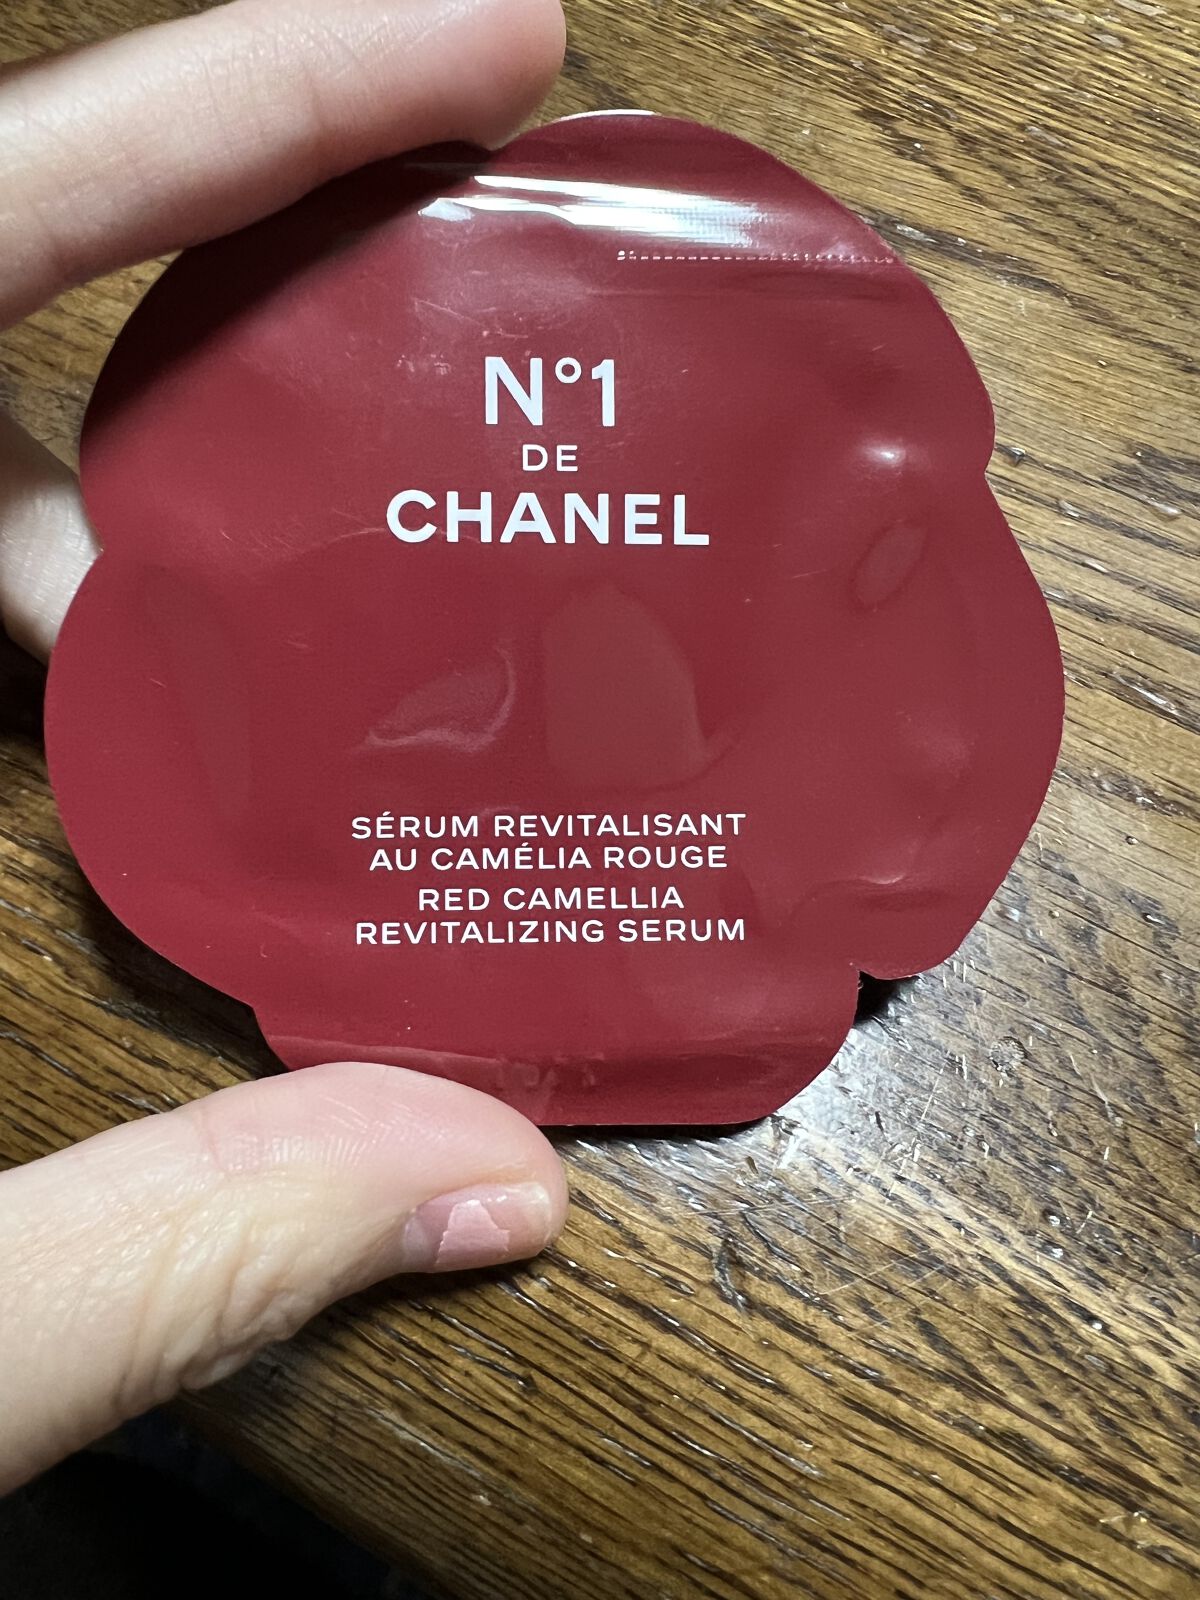 N°1
DE
CHANEL
SÉRUM REVITALISANT
AU CAMÉLIA ROUGE
RED CAMELLIA
REVITALIZING SERUM